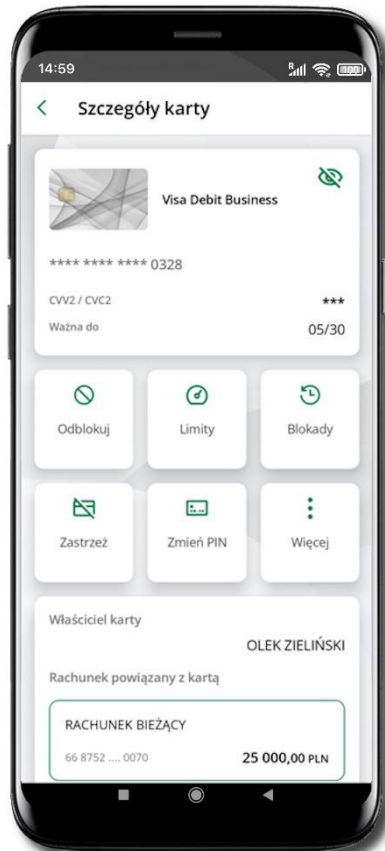 14:59
R
100
Szczegóły karty
Visa Debit Business
**** **** **** 0328
CVV2 / CVC2 ***
Ważna do 05/30
Odblokuj Limity Blokady
Zastrzeż Zmień PIN Więcej
Właściciel karty
OLEK ZIELIŃSKI
Rachunek powiązany z kartą
RACHUNEK BIEŻĄCY
66 8752 .... 0070 25 000,00 PLN